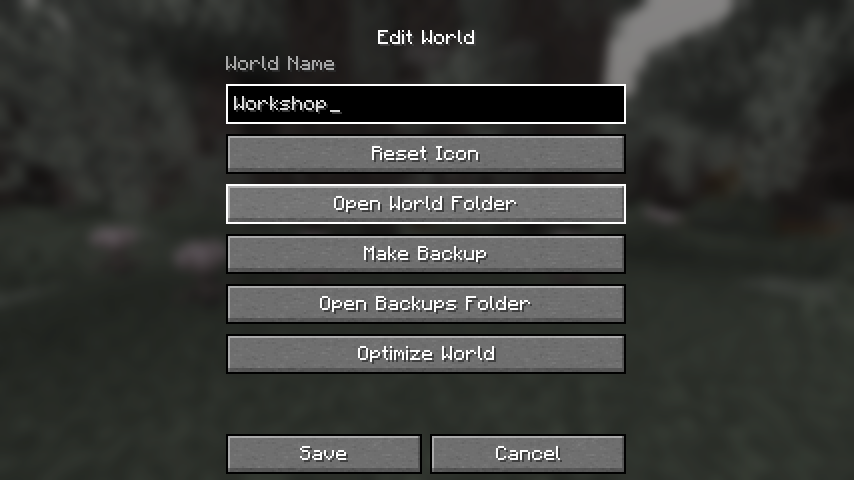 Edit World
World Name
Workshop_
Reset Icon
Open World Folder
Make Backup
Open Backups Folder
Optimize World
Save
Cancel